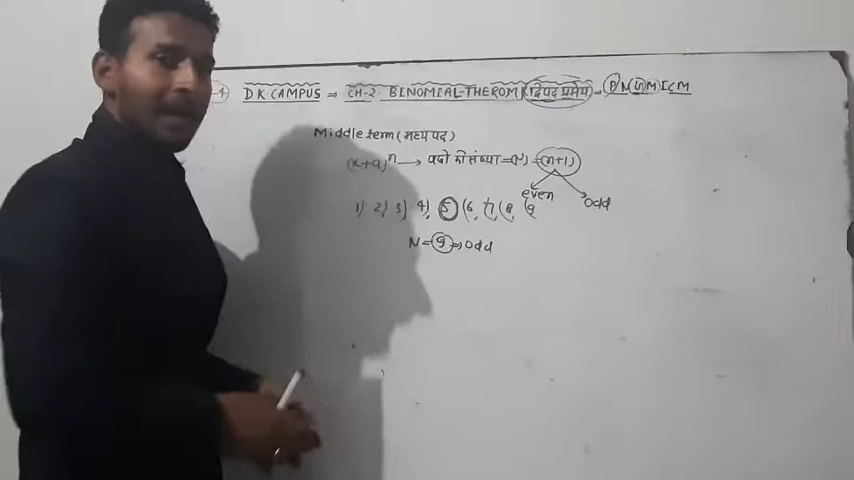 DK CAMPUS ⇒ CH-2 BINOMIAL-THEROM (द्विपद प्रमेय)
Middle term (मध्य पद)
(x+a)ⁿ → पदों की संख्या =(N) =(n+1)
even odd
1) 2) 3) 4) 5 (6, (7, (8, (9
N = 9 ⇒ odd